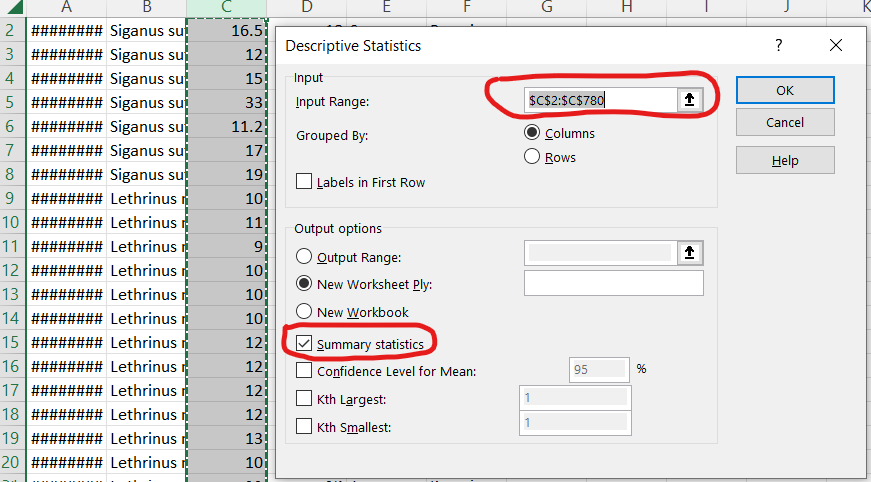 A B C D E F G H I J K
2 ######## Siganus su 16.5
3 ######## Siganus su 12
4 ######## Siganus su 15
5 ######## Siganus su 33
6 ######## Siganus su 11.2
7 ######## Siganus su 17
8 ######## Siganus su 19
9 ######## Lethrinus r 10
10 ######## Lethrinus r 11
11 ######## Lethrinus r 9
12 ######## Lethrinus r 10
13 ######## Lethrinus r 10
14 ######## Lethrinus r 10
15 ######## Lethrinus r 12
16 ######## Lethrinus r 12
17 ######## Lethrinus r 12
18 ######## Lethrinus r 12
19 ######## Lethrinus r 13
20 ######## Lethrinus r 10
Descriptive Statistics ?
Input
Input Range: $C$2:$C$780
Grouped By: Columns
Rows
Labels in First Row
OK
Cancel
Help
Output options
Output Range:
New Worksheet Ply:
New Workbook
Summary statistics
Confidence Level for Mean: 95 %
Kth Largest: 1
Kth Smallest: 1